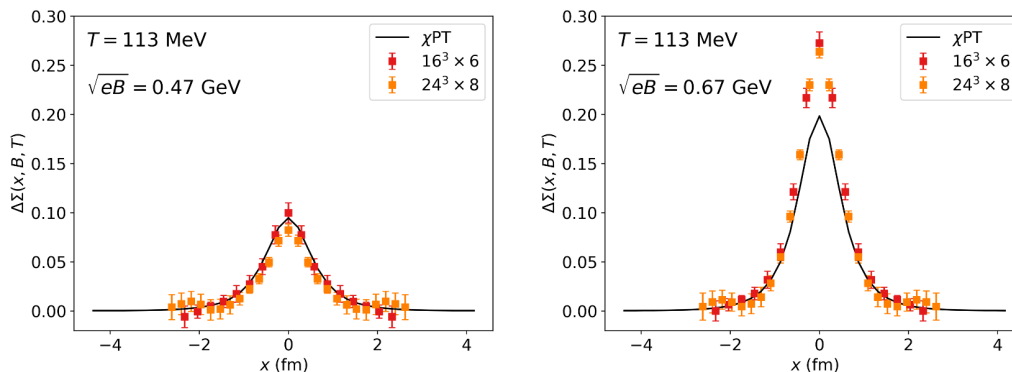 T = 113 MeV
√eB = 0.47 GeV
χPT
16³ × 6
24³ × 8
0.30
0.25
0.20
0.15
0.10
0.05
0.00
ΔΣ(x, B, T)
−4 −2 0 2 4
x (fm)
T = 113 MeV
√eB = 0.67 GeV
χPT
16³ × 6
24³ × 8
0.30
0.25
0.20
0.15
0.10
0.05
0.00
ΔΣ(x, B, T)
−4 −2 0 2 4
x (fm)